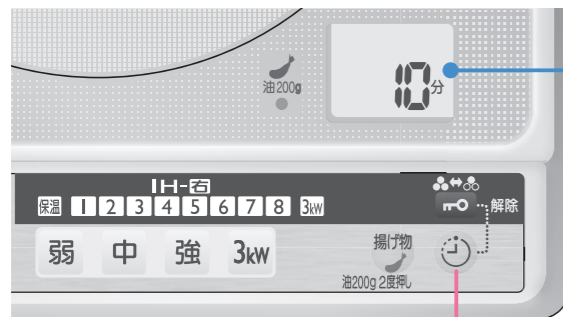 10分
油200g
IH-右
保温 1 2 3 4 5 6 7 8 3kW
解除
弱 中 強 3kW
揚げ物
油200g 2度押し